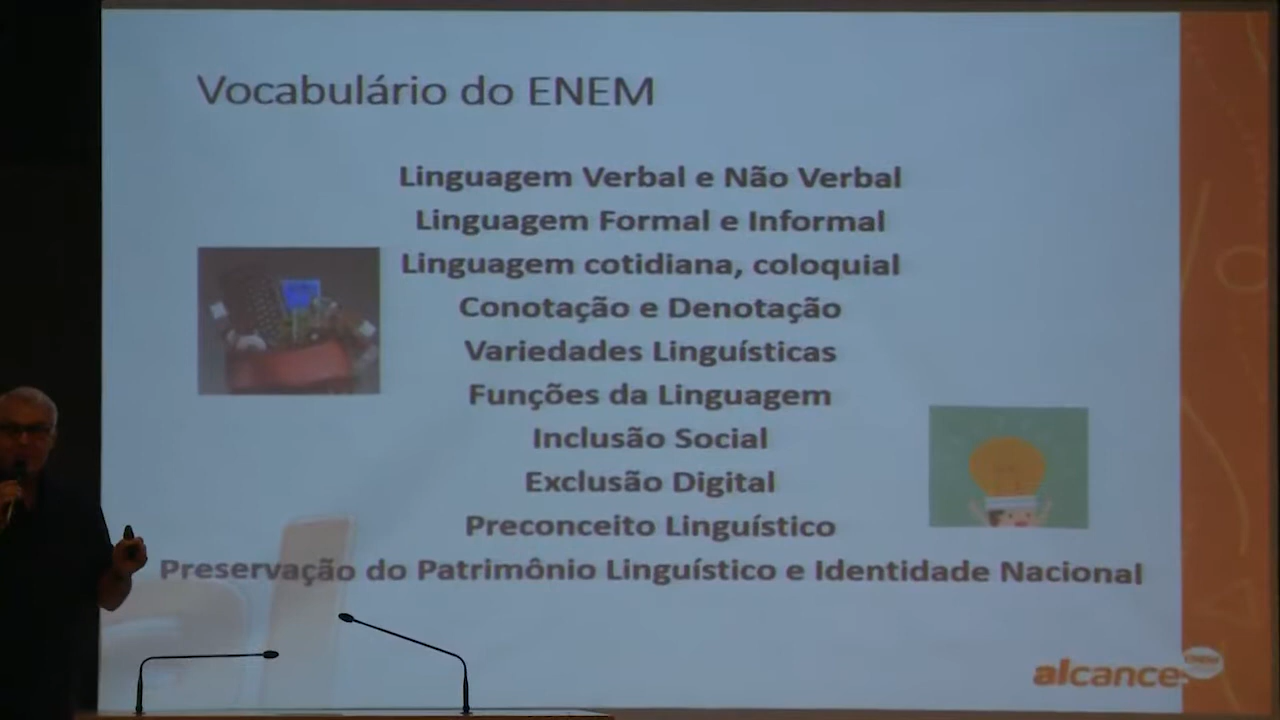 Vocabulário do ENEM
Linguagem Verbal e Não Verbal
Linguagem Formal e Informal
Linguagem cotidiana, coloquial
Conotação e Denotação
Variedades Linguísticas
Funções da Linguagem
Inclusão Social
Exclusão Digital
Preconceito Linguístico
Preservação do Patrimônio Linguístico e Identidade Nacional
alcance